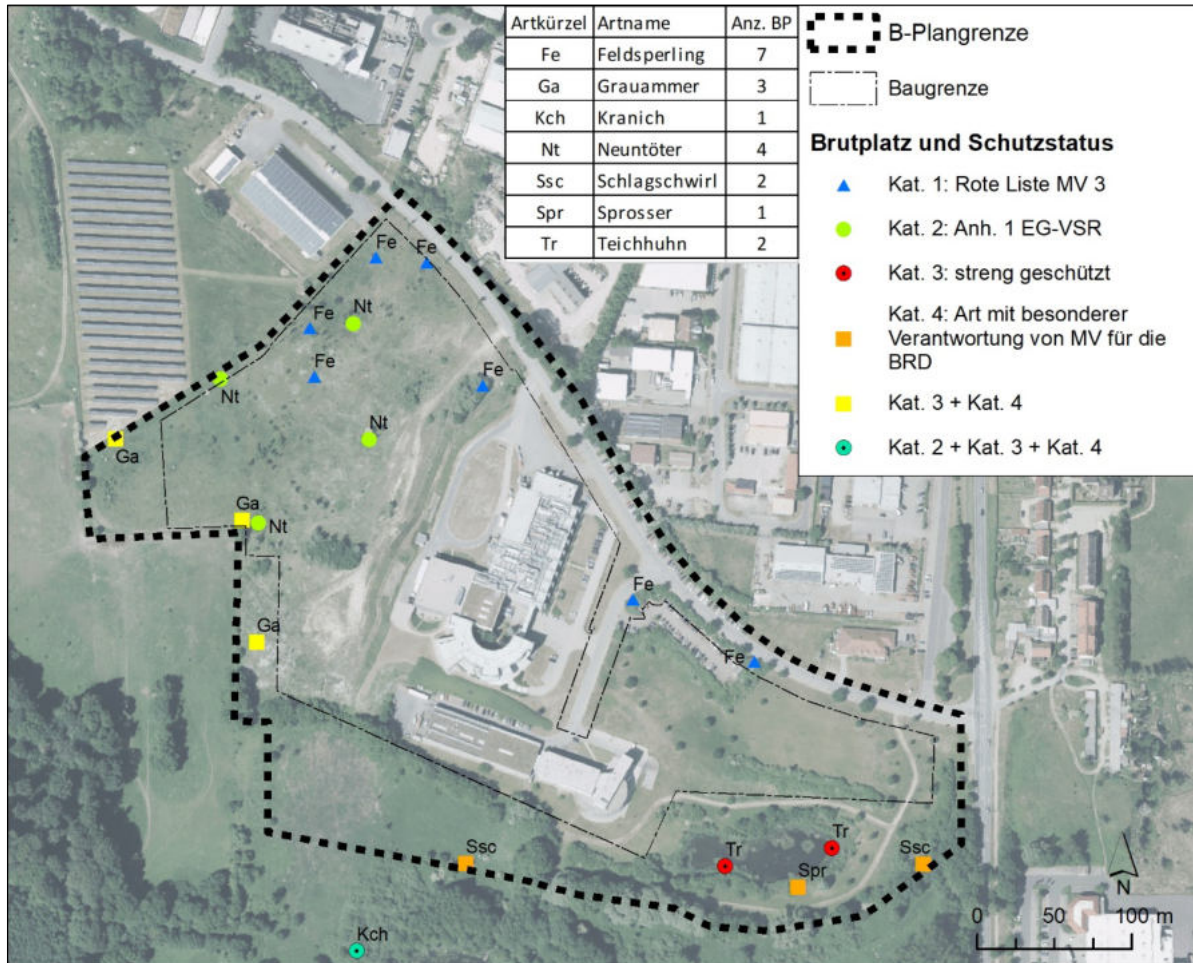 Artkürzel Artname Anz. BP
Fe Feldsperling 7
Ga Grauammer 3
Kch Kranich 1
Nt Neuntöter 4
Ssc Schlagschwirl 2
Spr Sprosser 1
Tr Teichhuhn 2
B-Plangrenze
Baugrenze
Brutplatz und Schutzstatus
Kat. 1: Rote Liste MV 3
Kat. 2: Anh. 1 EG-VSR
Kat. 3: streng geschützt
Kat. 4: Art mit besonderer
Verantwortung von MV für die
BRD
Kat. 3 + Kat. 4
Kat. 2 + Kat. 3 + Kat. 4
Fe
Fe
Fe
Nt
Fe
Nt
Fe
Nt
Ga
Ga
Nt
Fe
Ga
Fe
Tr
Ssc
Tr
Ssc
Spr
Kch
N
0 50 100 m